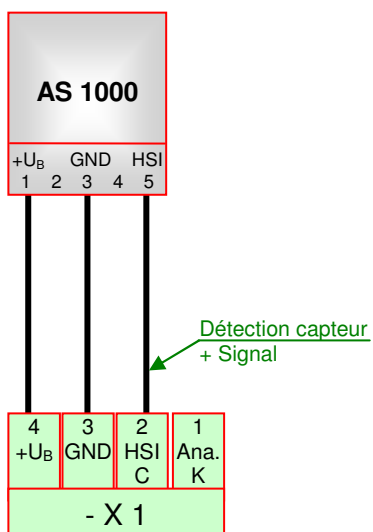 AS 1000
+UB GND HSI
1 2 3 4 5
Détection capteur
+ Signal
4 3 2 1
+UB GND HSI Ana.
C K
- X 1